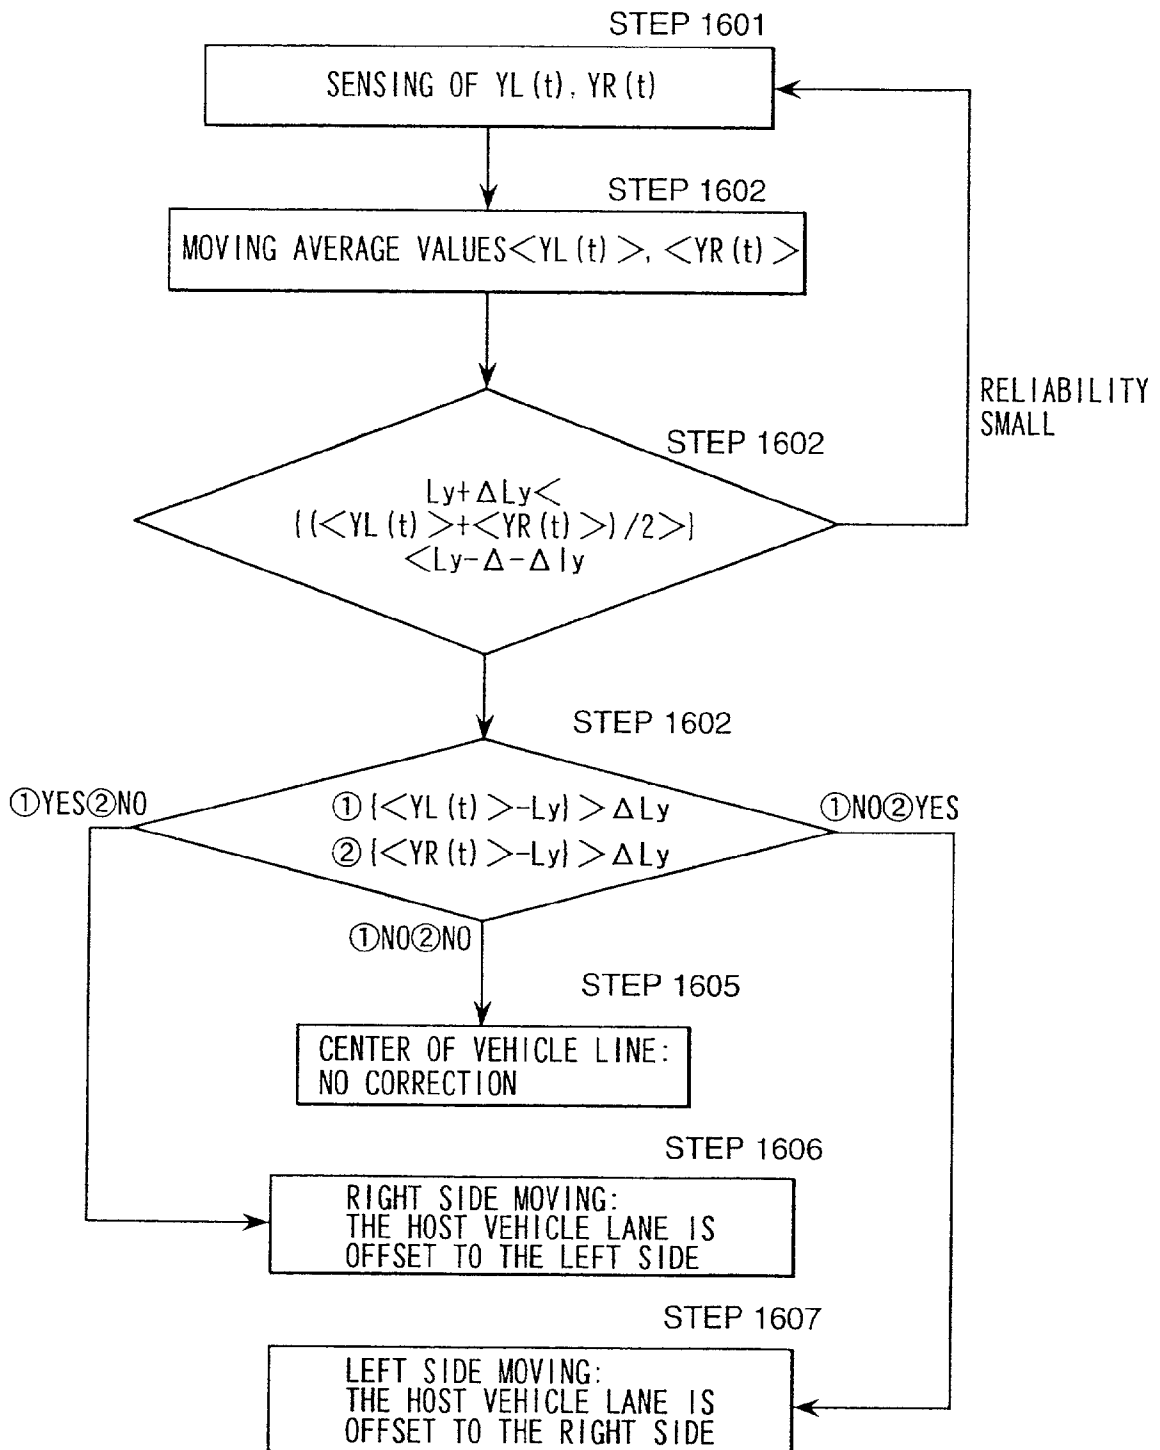 STEP 1601
SENSING OF YL(t), YR(t)
STEP 1602
MOVING AVERAGE VALUES<YL(t)>, <YR(t)>
RELIABILITY
SMALL
STEP 1602
Ly+ΔLy<
{(<YL(t)>+<YR(t)>)/2>}
<Ly-Δ-Δly
STEP 1602
①YES②NO
①{<YL(t)>-Ly}>ΔLy
②{<YR(t)>-Ly}>ΔLy
①NO②YES
①NO②NO
STEP 1605
CENTER OF VEHICLE LINE:
NO CORRECTION
STEP 1606
RIGHT SIDE MOVING:
THE HOST VEHICLE LANE IS
OFFSET TO THE LEFT SIDE
STEP 1607
LEFT SIDE MOVING:
THE HOST VEHICLE LANE IS
OFFSET TO THE RIGHT SIDE